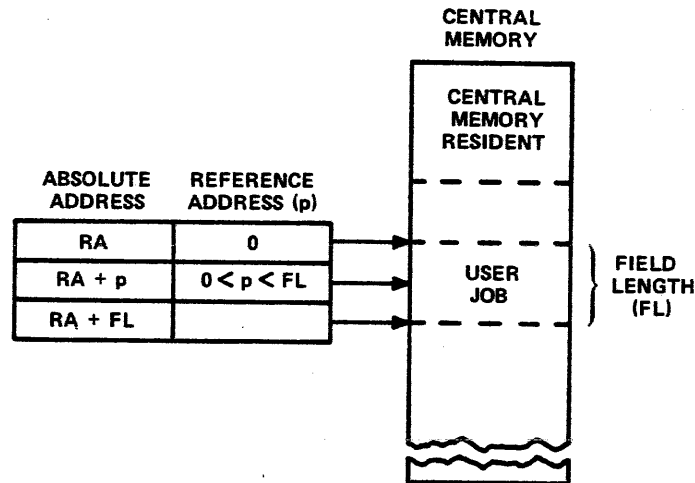 CENTRAL
MEMORY
CENTRAL
MEMORY
RESIDENT
ABSOLUTE
ADDRESS
REFERENCE
ADDRESS (p)
RA
0
RA + p
0 < p < FL
RA + FL
USER
JOB
FIELD
LENGTH
(FL)